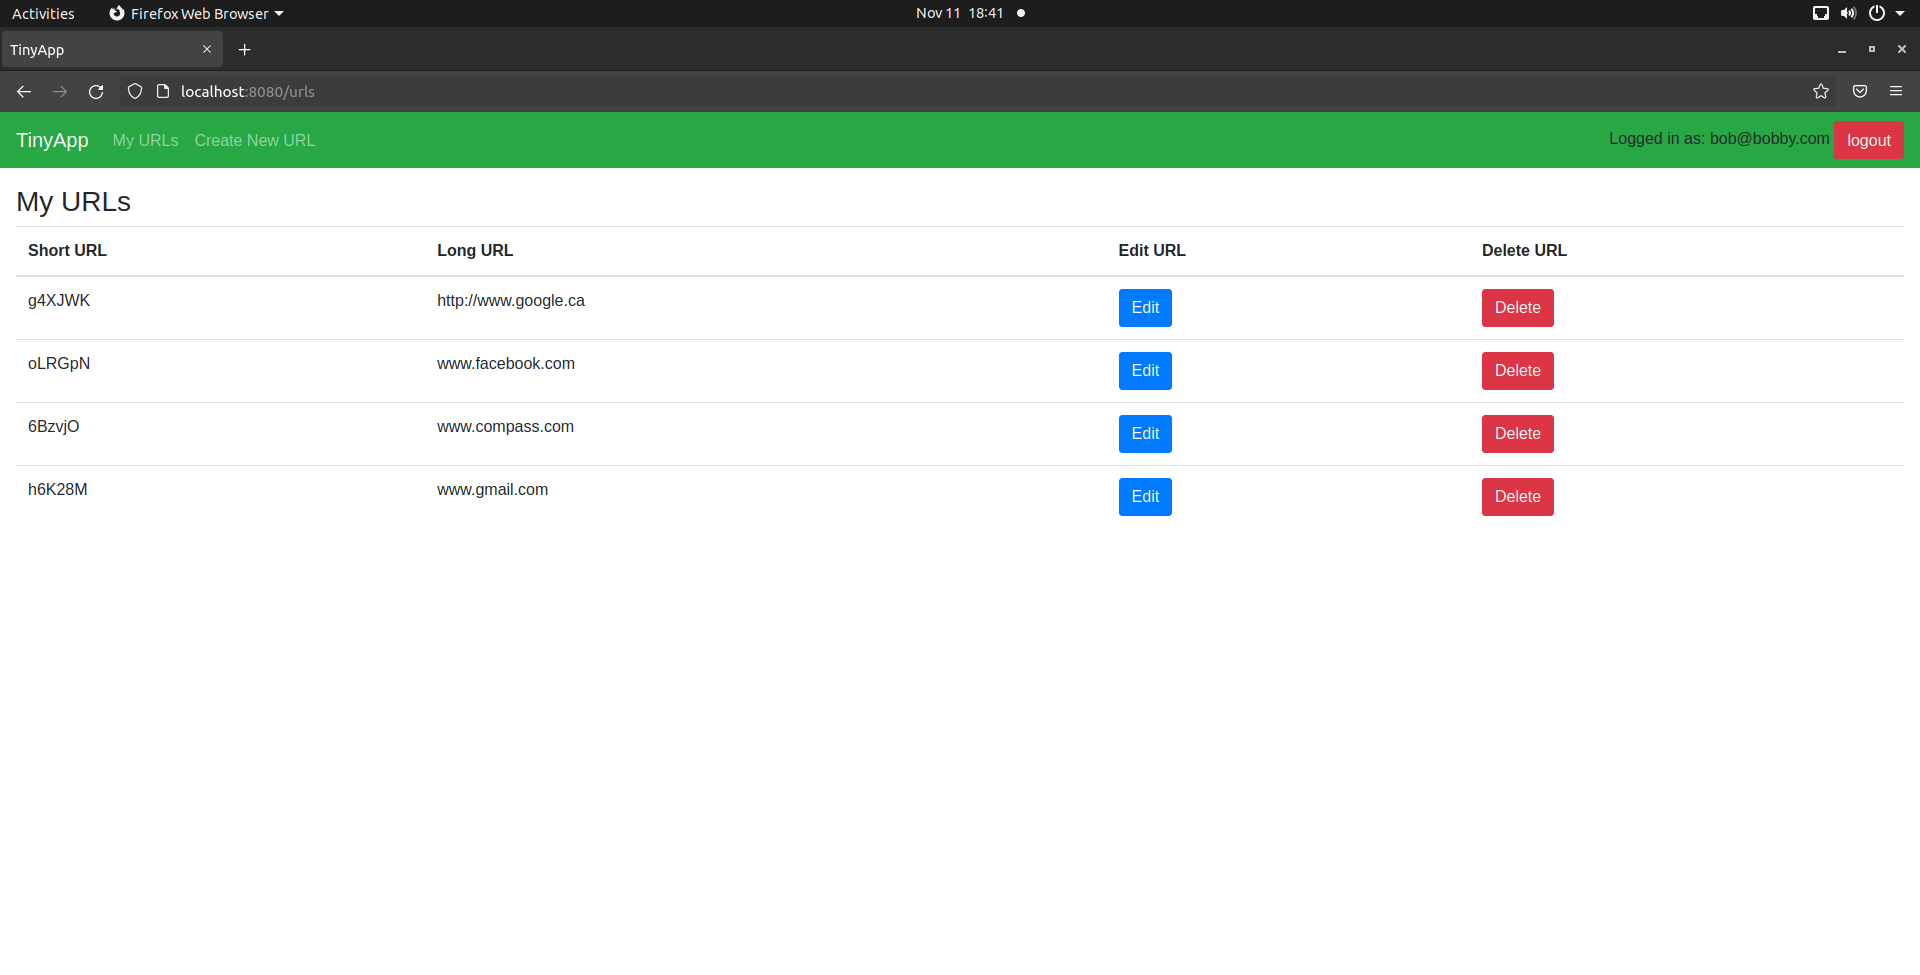 Activities Firefox Web Browser Nov 11 18:41
TinyApp
localhost:8080/urls
TinyApp My URLs Create New URL Logged in as: bob@bobby.com logout
My URLs
Short URL Long URL Edit URL Delete URL
g4XJWK http://www.google.ca Edit Delete
oLRGpN www.facebook.com Edit Delete
6BzvjO www.compass.com Edit Delete
h6K28M www.gmail.com Edit Delete